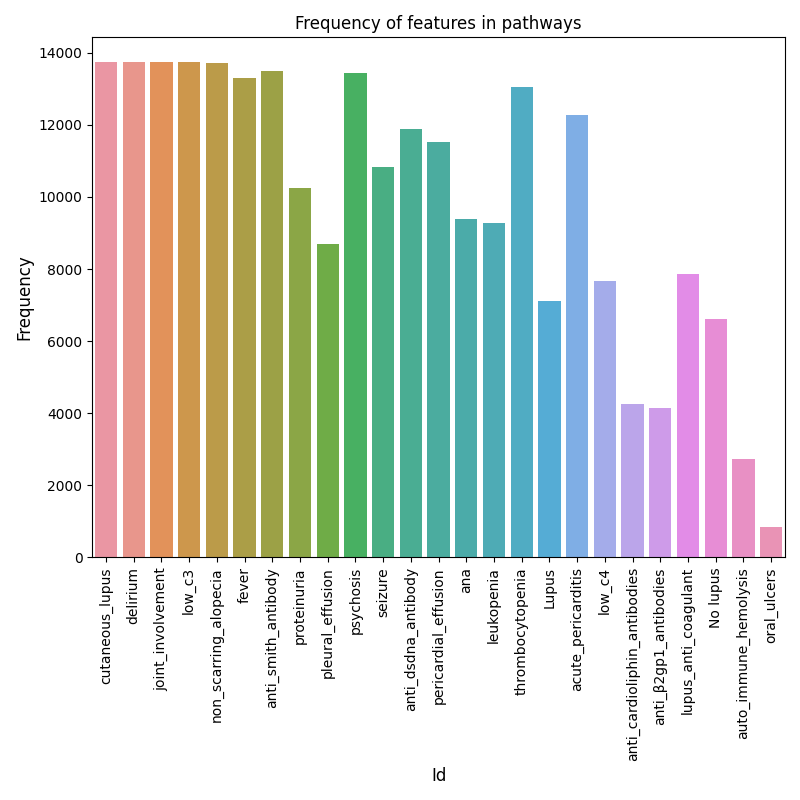 Frequency of features in pathways
Frequency
14000
12000
10000
8000
6000
4000
2000
0
cutaneous_lupus
delirium
joint_involvement
low_c3
non_scarring_alopecia
fever
anti_smith_antibody
proteinuria
pleural_effusion
psychosis
seizure
anti_dsdna_antibody
pericardial_effusion
ana
leukopenia
thrombocytopenia
Lupus
acute_pericarditis
low_c4
anti_cardioliphin_antibodies
anti_β2gp1_antibodies
lupus_anti_coagulant
No lupus
auto_immune_hemolysis
oral_ulcers
Id